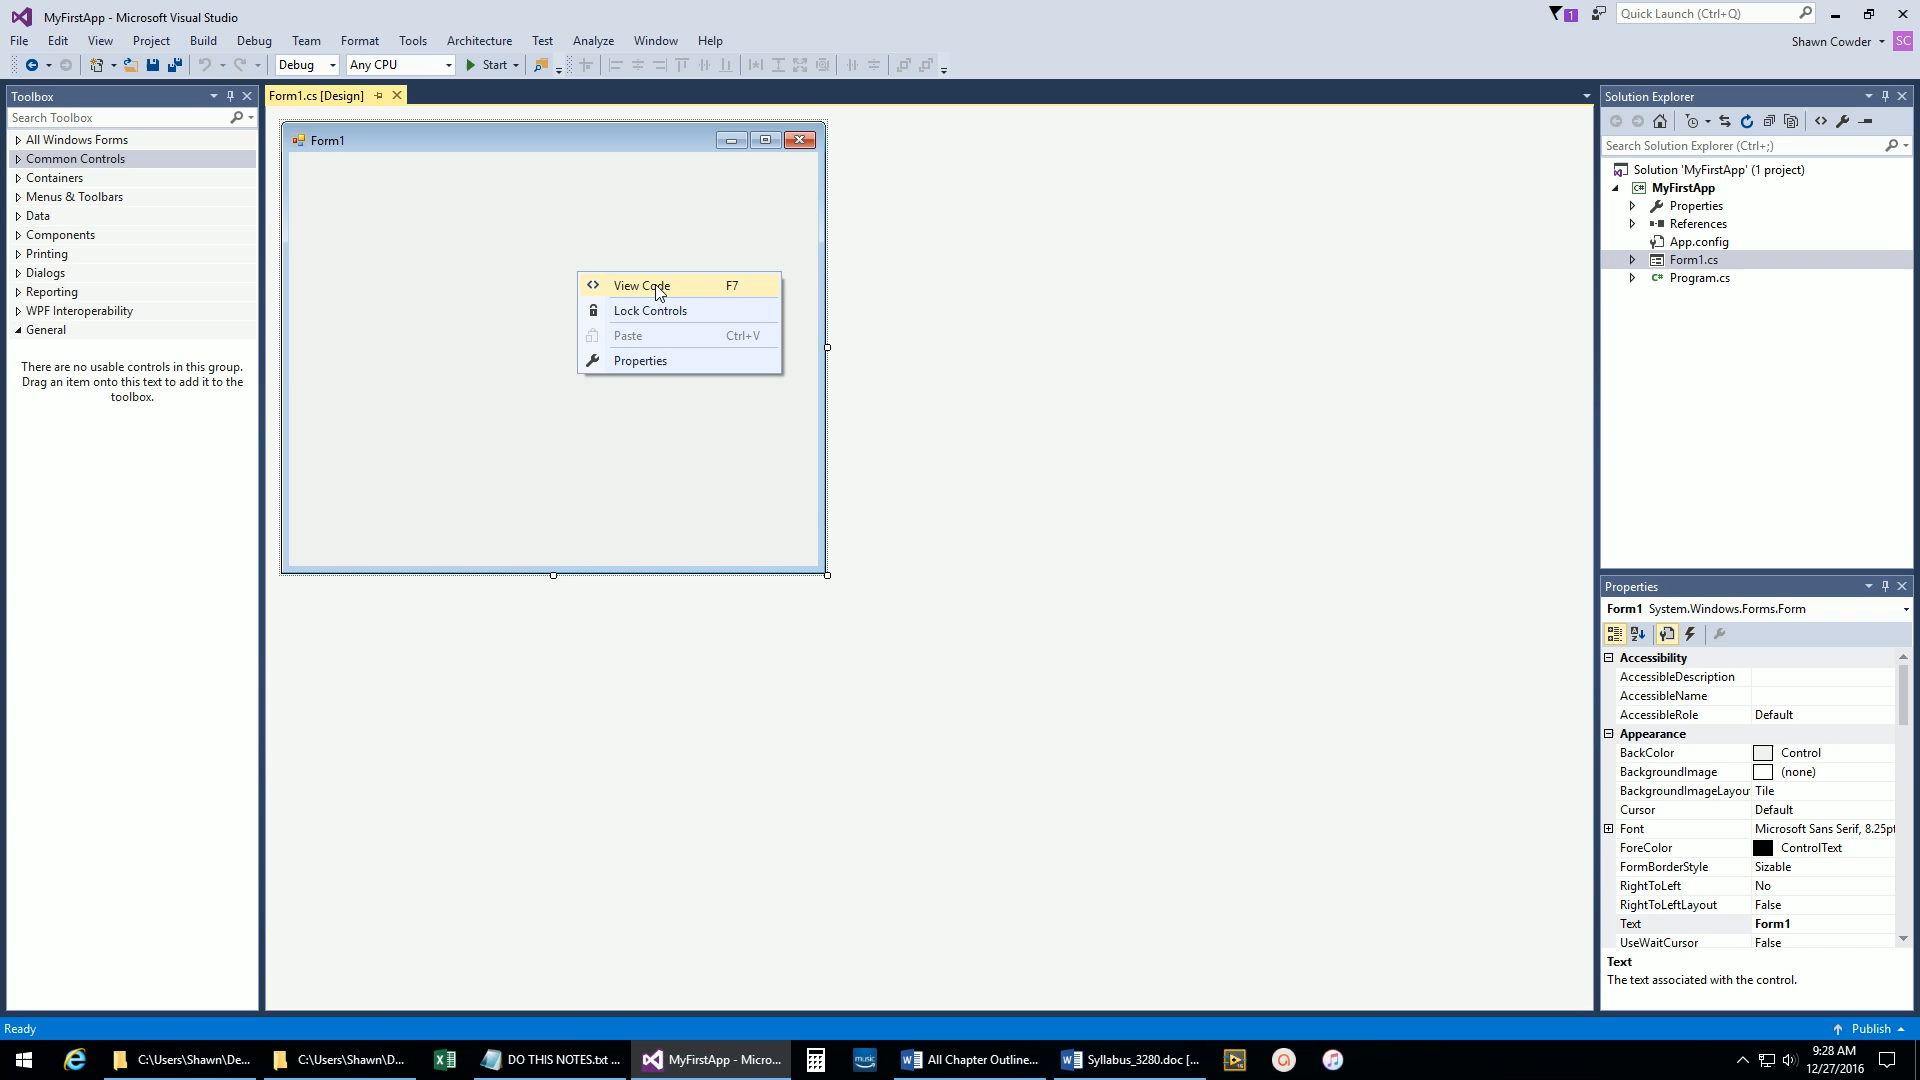 MyFirstApp - Microsoft Visual Studio
1
Quick Launch (Ctrl+Q)
File Edit View Project Build Debug Team Format Tools Architecture Test Analyze Window Help
Shawn Cowder
SC
Debug
Any CPU
Start
Toolbox
Search Toolbox
All Windows Forms
Common Controls
Containers
Menus & Toolbars
Data
Components
Printing
Dialogs
Reporting
WPF Interoperability
General
There are no usable controls in this group.
Drag an item onto this text to add it to the
toolbox.
Form1.cs [Design]
Form1
View Code F7
Lock Controls
Paste Ctrl+V
Properties
Solution Explorer
Search Solution Explorer (Ctrl+;)
Solution 'MyFirstApp' (1 project)
C# MyFirstApp
Properties
References
App.config
Form1.cs
C# Program.cs
Properties
Form1 System.Windows.Forms.Form
Accessibility
AccessibleDescription
AccessibleName
AccessibleRole Default
Appearance
BackColor Control
BackgroundImage (none)
BackgroundImageLayou Tile
Cursor Default
Font Microsoft Sans Serif, 8.25pt
ForeColor ControlText
FormBorderStyle Sizable
RightToLeft No
RightToLeftLayout False
Text Form1
UseWaitCursor False
Text
The text associated with the control.
Ready
Publish
C:\Users\Shawn\De...
C:\Users\Shawn\D...
DO THIS NOTES.txt ...
MyFirstApp - Micro...
music
All Chapter Outline...
Syllabus_3280.doc [...
9:28 AM
12/27/2016